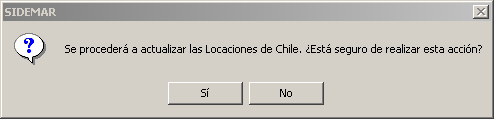 SIDEMAR
Se procederá a actualizar las Locaciones de Chile. ¿Está seguro de realizar esta acción?
Sí
No